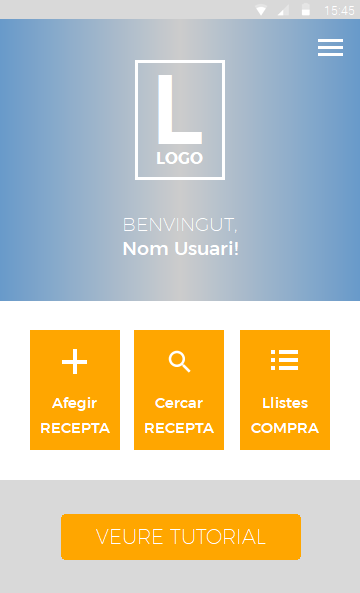 15:45
L
LOGO
BENVINGUT,
Nom Usuari!
Afegir
RECEPTA
Cercar
RECEPTA
Llistes
COMPRA
VEURE TUTORIAL